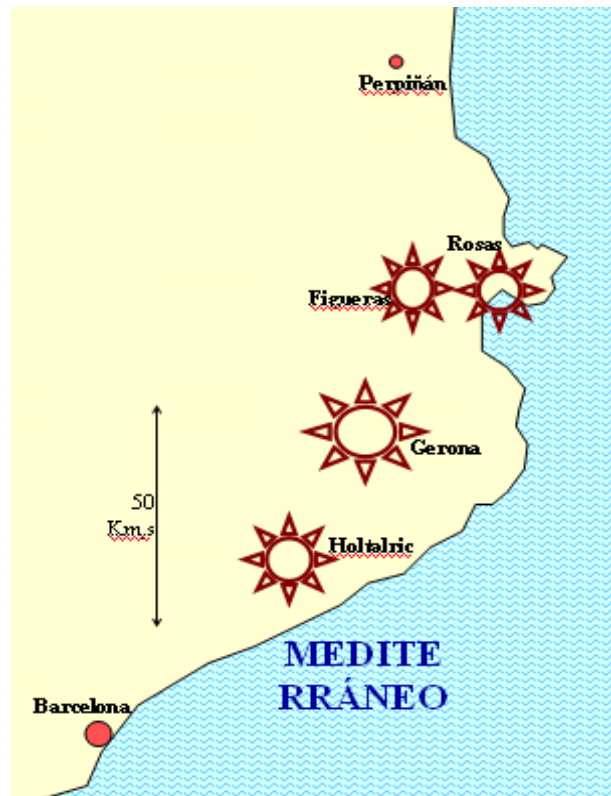 Perpiñán
Rosas
Figueras
Gerona
50
Km,s
Holtalric
MEDITE
RRÁNEO
Barcelona